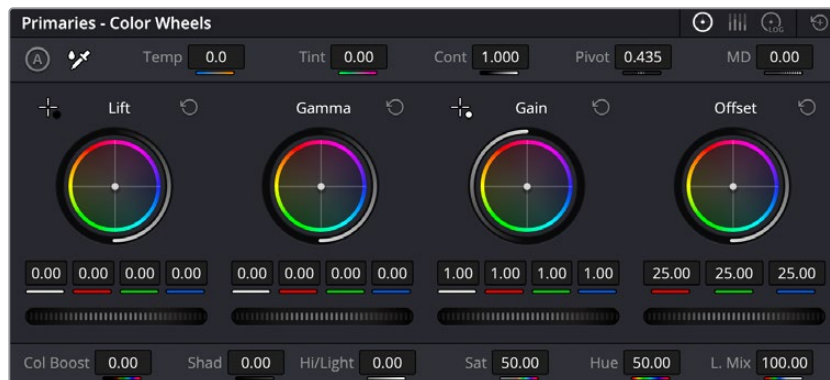 Primaries - Color Wheels
LOG
A Temp 0.0 Tint 0.00 Cont 1.000 Pivot 0.435 MD 0.00
Lift Gamma Gain Offset
0.00 0.00 0.00 0.00 0.00 0.00 0.00 0.00 1.00 1.00 1.00 1.00 25.00 25.00 25.00
Col Boost 0.00 Shad 0.00 Hi/Light 0.00 Sat 50.00 Hue 50.00 L. Mix 100.00